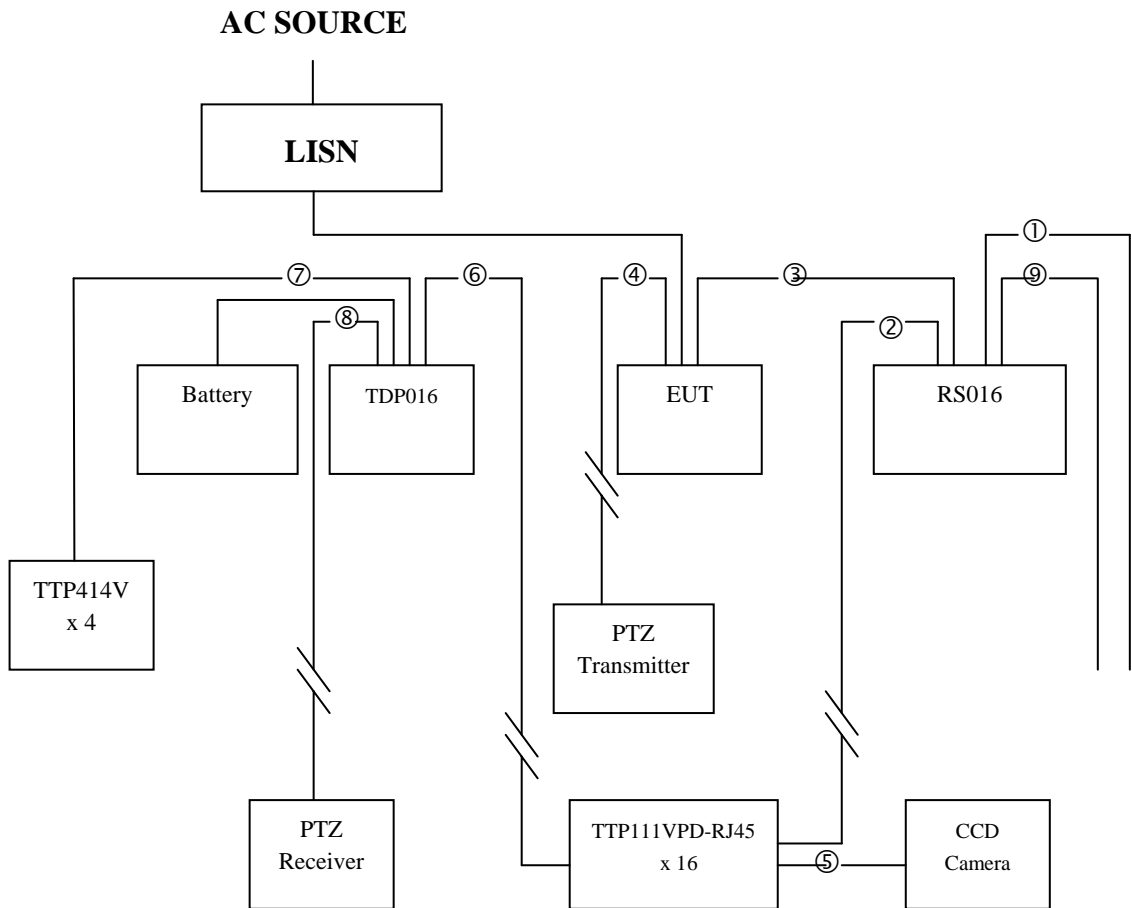 AC SOURCE
LISN
①
⑦
⑥
④
③
⑨
⑧
②
Battery
TDP016
EUT
RS016
TTP414V
x 4
PTZ
Transmitter
PTZ
Receiver
TTP111VPD-RJ45
x 16
⑤
CCD
Camera